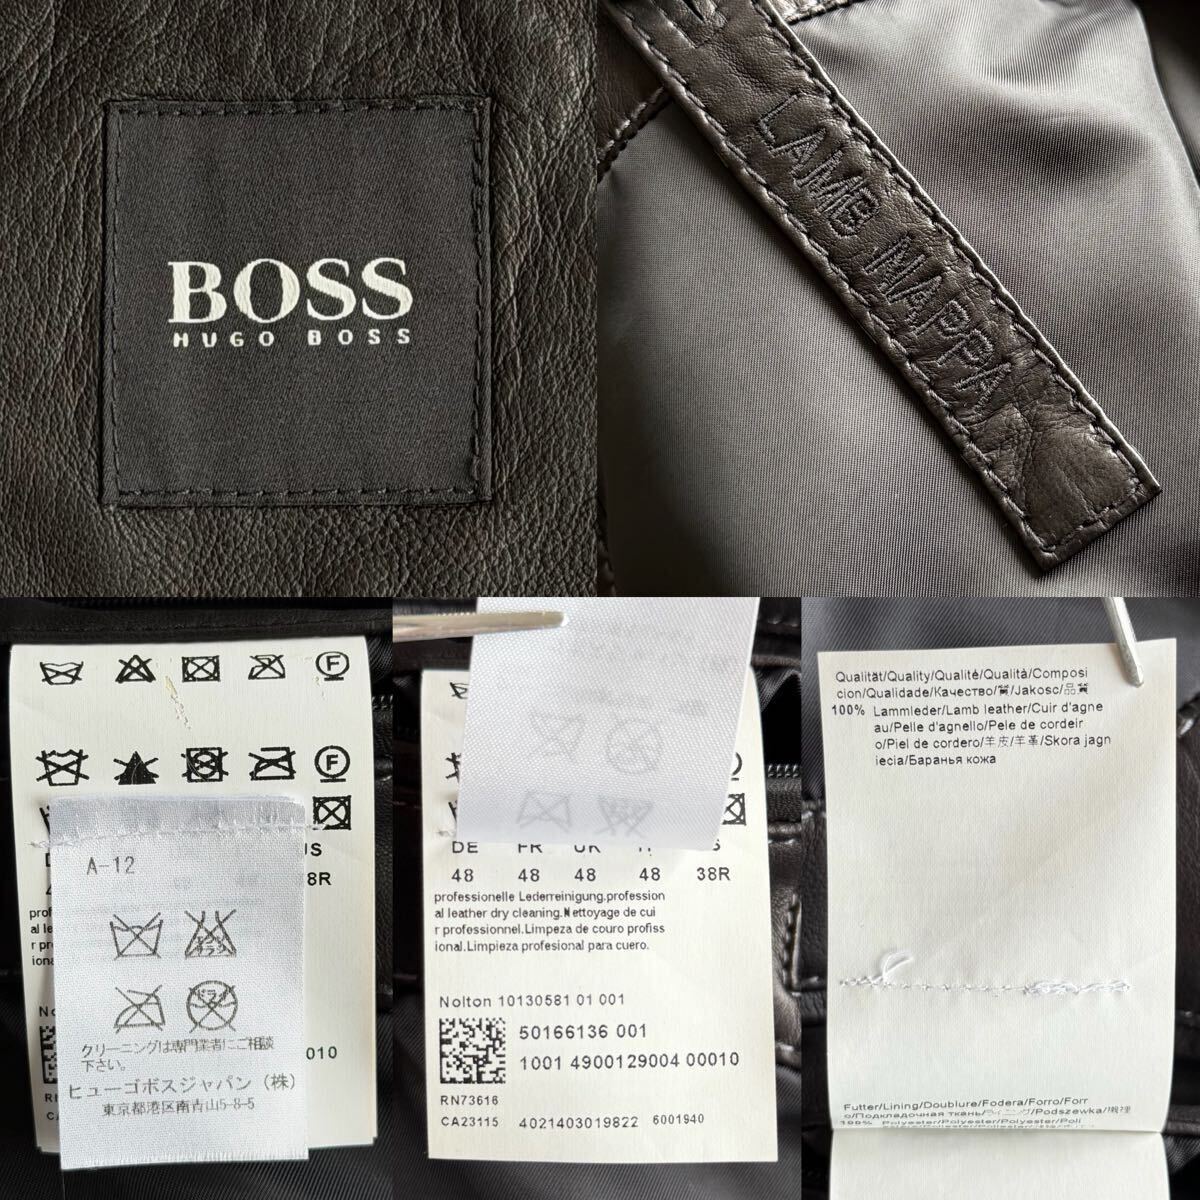 BOSS
HUGO BOSS
LAMB NAPPA
A-12
クリーニングは専門業者にご相談
下さい。
ヒューゴボスジャパン(株)
東京都港区南青山5-8-5
8R
010
DE FR UK
48 48 48 48 38R
professionelle Lederreinigung.profession
al leather dry cleaning.Nettoyage de cui
r professionnel.Limpeza de couro profiss
ional.Limpieza profesional para cuero.
Nolton 10130581 01 001
50166136 001
1001 4900129004 00010
RN73616
CA23115 4021403019822 6001940
Qualität/Quality/Qualité/Qualità/Composi
cion/Qualidade/Качество/質/Jakosc/品質
100% Lammleder/Lamb leather/Cuir d'agne
au/Pelle d'agnello/Pele de cordeir
o/Piel de cordero/羊皮/羊革/Skora jagn
iecia/Баранья кожа
Futter/Lining/Doublure/Fodera/Forro/Forr
o/Подкладочная ткань/ライニング/Podszewka/
100% Polyester/Polyester/Polyester/Poli